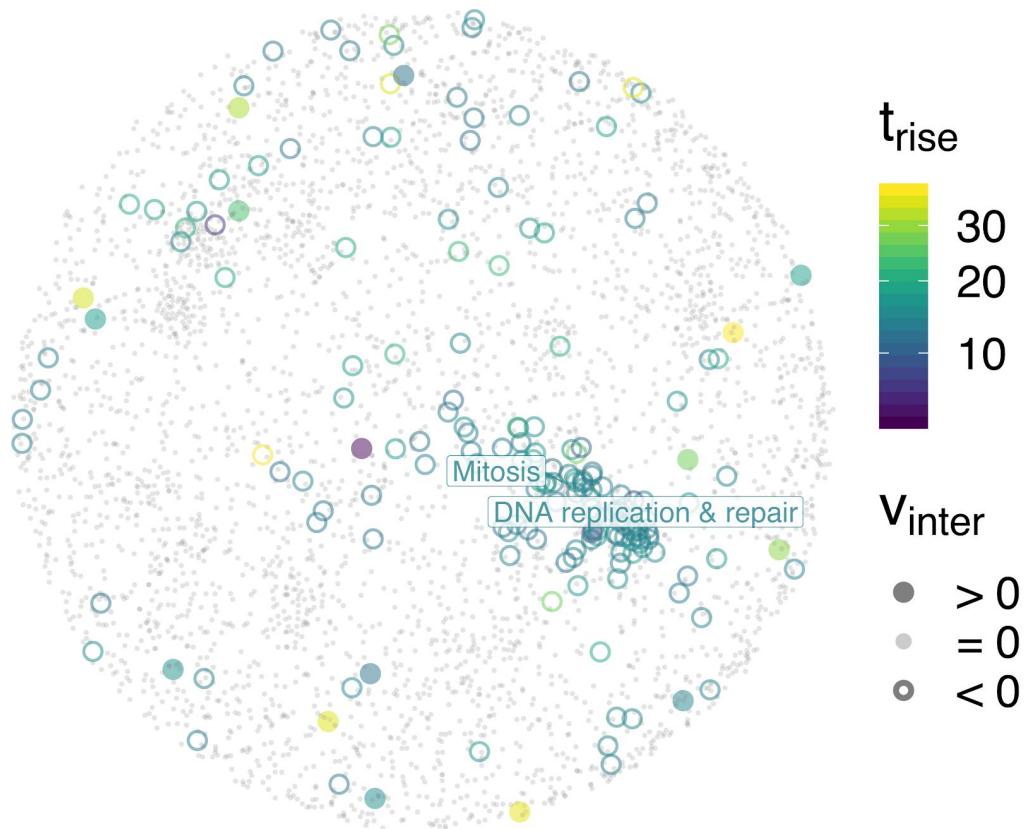 t_rise
30
20
10
Mitosis
DNA replication & repair
v_inter
> 0
= 0
< 0